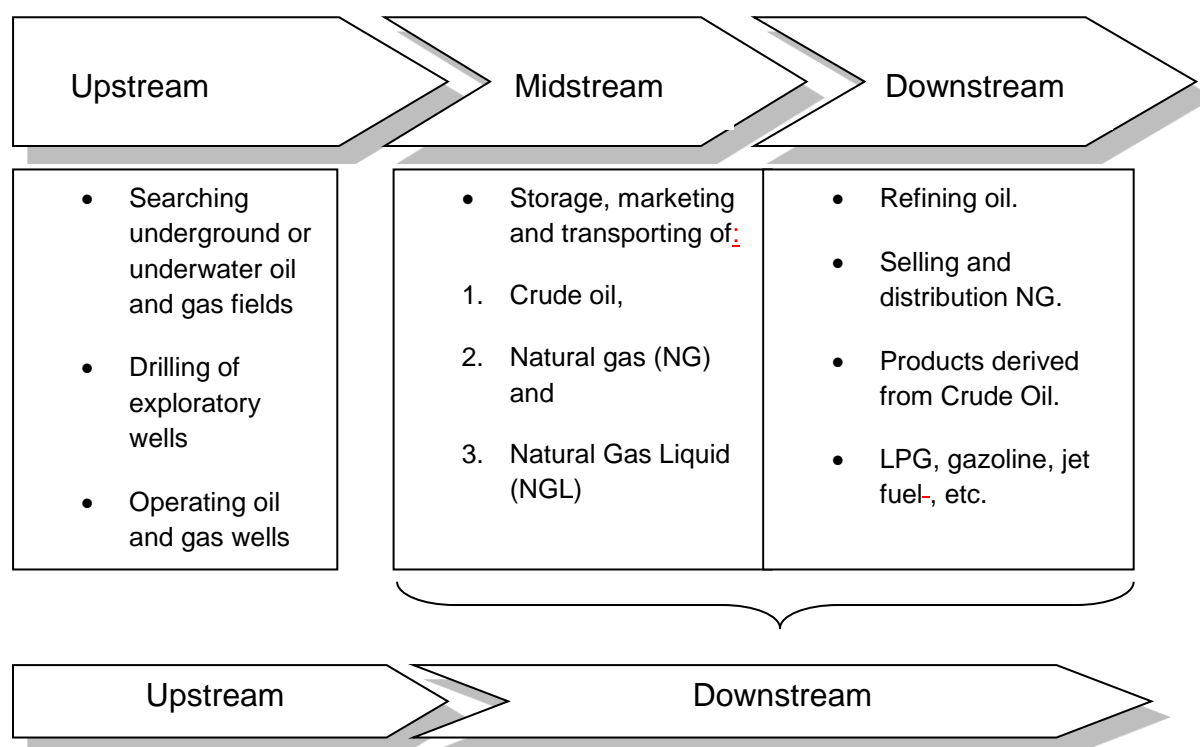 Upstream
Midstream
Downstream
• Searching
underground or
underwater oil
and gas fields
• Drilling of
exploratory
wells
• Operating oil
and gas wells
• Storage, marketing
and transporting of:
1. Crude oil,
2. Natural gas (NG)
and
3. Natural Gas Liquid
(NGL)
• Refining oil.
• Selling and
distribution NG.
• Products derived
from Crude Oil.
• LPG, gazoline, jet
fuel-, etc.
Upstream
Downstream